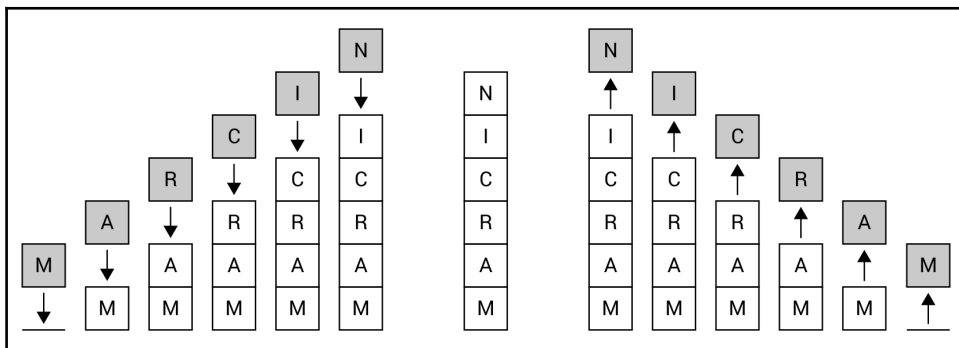 N N
I N I
C I I I C
R C C C C C R
A R R R R R R R A
M A A A A A A A A A M
M M M M M M M M M M M